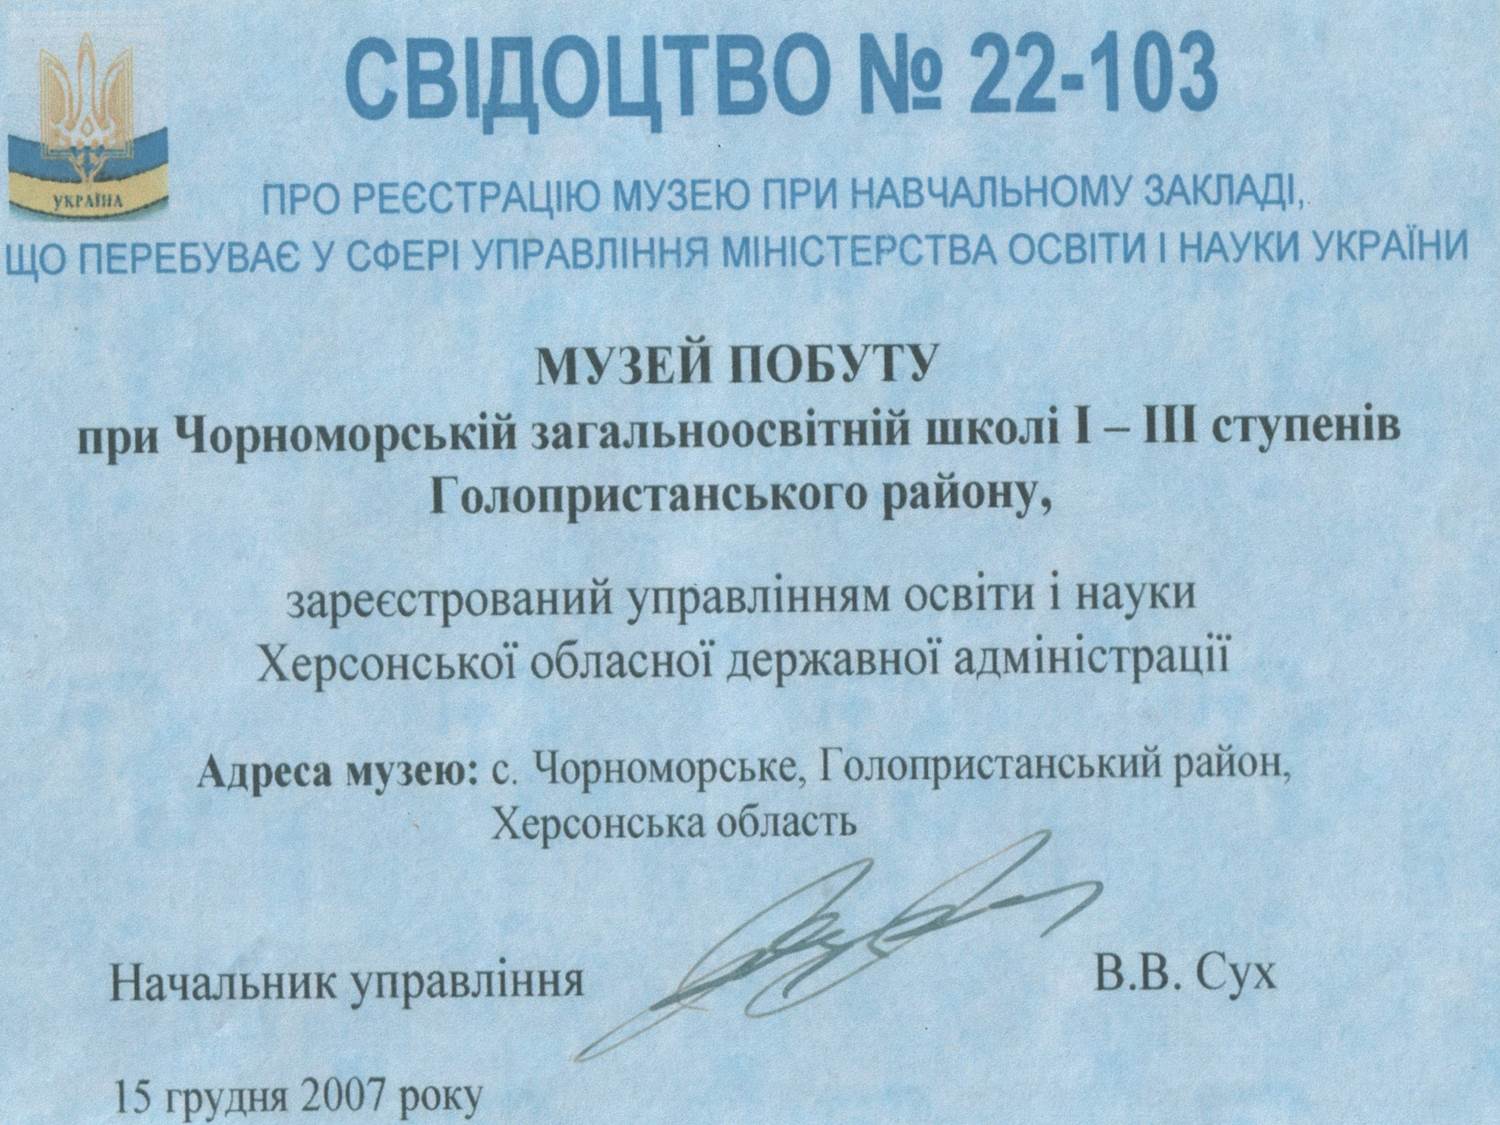 СВІДОЦТВО № 22-103
УКРАЇНА
ПРО РЕЄСТРАЦІЮ МУЗЕЮ ПРИ НАВЧАЛЬНОМУ ЗАКЛАДІ,
ЩО ПЕРЕБУВАЄ У СФЕРІ УПРАВЛІННЯ МІНІСТЕРСТВА ОСВІТИ І НАУКИ УКРАЇНИ
МУЗЕЙ ПОБУТУ
при Чорноморській загальноосвітній школі І – ІІІ ступенів
Голопристанського району,
зареєстрований управлінням освіти і науки
Херсонської обласної державної адміністрації
Адреса музею: с. Чорноморське, Голопристанський район,
Херсонська область
Начальник управління В.В. Сух
15 грудня 2007 року